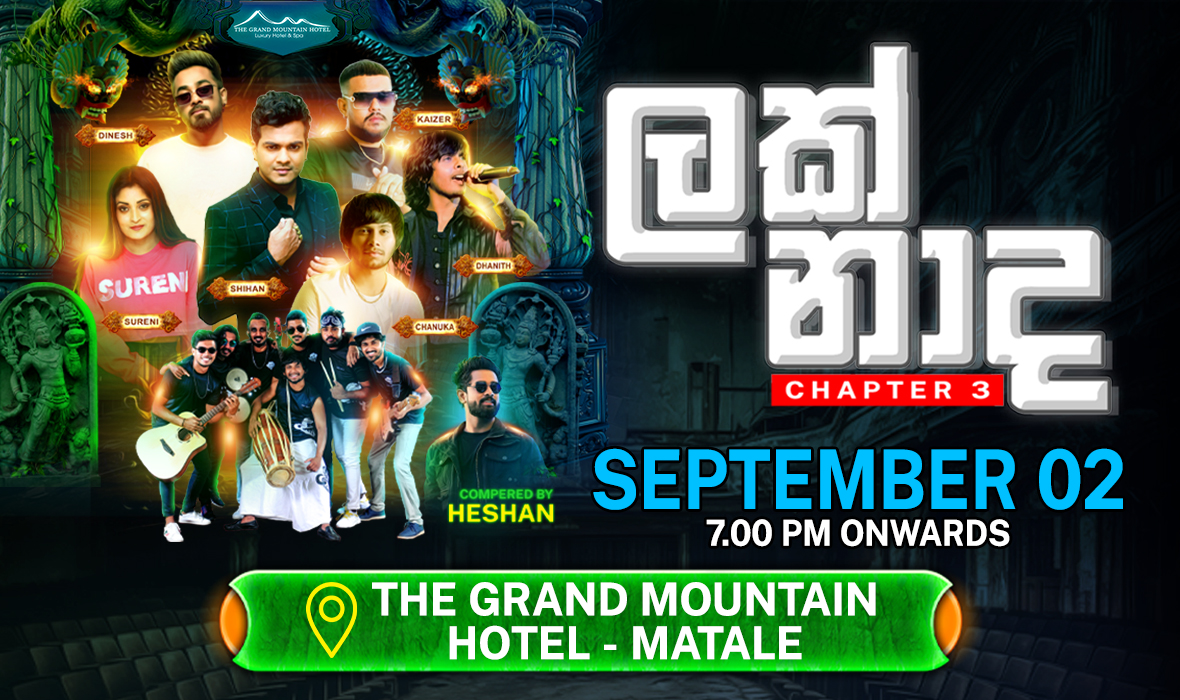 THE GRAND MOUNTAIN HOTEL
Luxury Hotel & Spa
DINESH
KAIZER
SURENI
SHIHAN
DHANITH
SURENI
CHANUKA
COMPERED BY
HESHAN
ලක්
නාද
CHAPTER 3
SEPTEMBER 02
7.00 PM ONWARDS
THE GRAND MOUNTAIN
HOTEL - MATALE